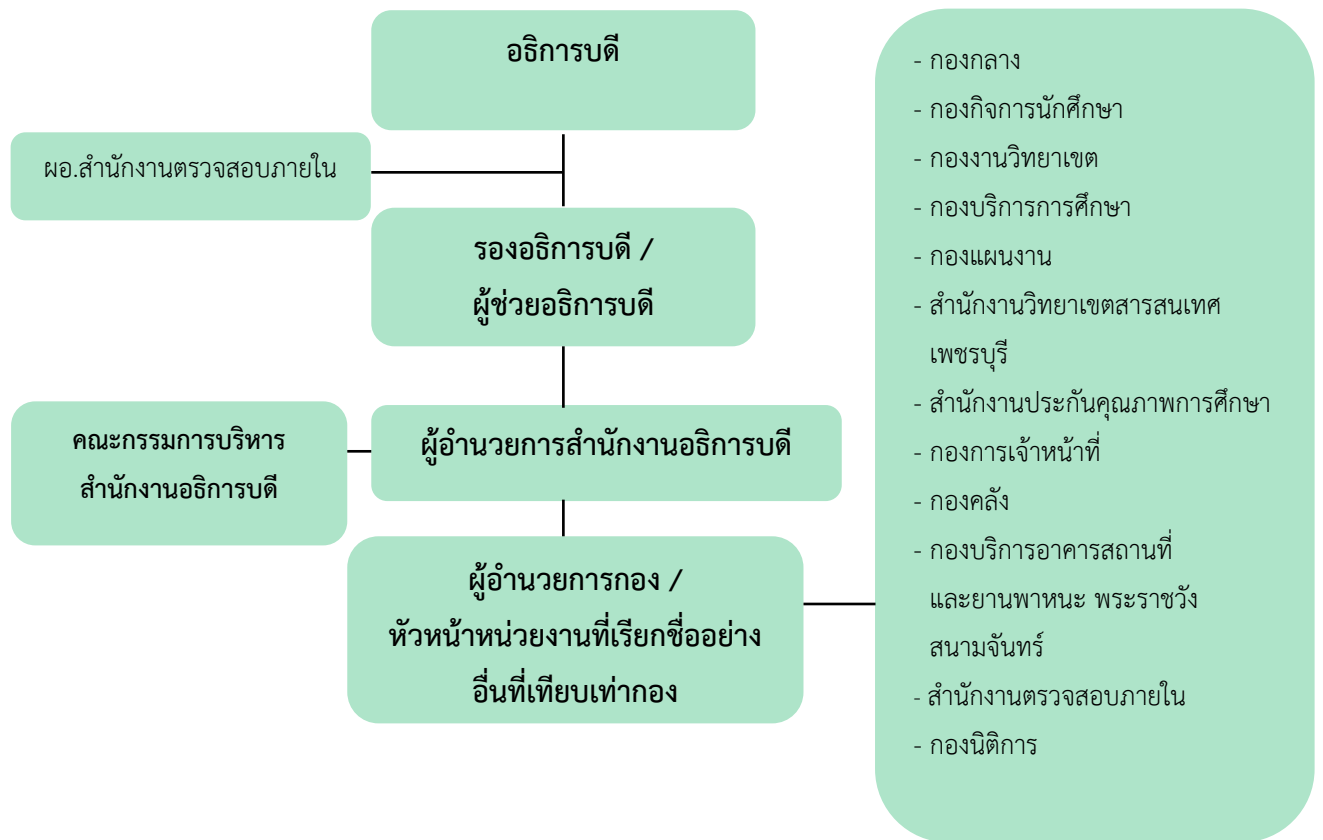 อธิการบดี
ผอ.สำนักงานตรวจสอบภายใน
รองอธิการบดี /
ผู้ช่วยอธิการบดี
คณะกรรมการบริหาร
สำนักงานอธิการบดี
ผู้อำนวยการสำนักงานอธิการบดี
ผู้อำนวยการกอง /
หัวหน้าหน่วยงานที่เรียกชื่ออย่าง
อื่นที่เทียบเท่ากอง
- กองกลาง
- กองกิจการนักศึกษา
- กองงานวิทยาเขต
- กองบริการการศึกษา
- กองแผนงาน
- สำนักงานวิทยาเขตสารสนเทศ
เพชรบุรี
- สำนักงานประกันคุณภาพการศึกษา
- กองการเจ้าหน้าที่
- กองคลัง
- กองบริการอาคารสถานที่
และยานพาหนะ พระราชวัง
สนามจันทร์
- สำนักงานตรวจสอบภายใน
- กองนิติการ